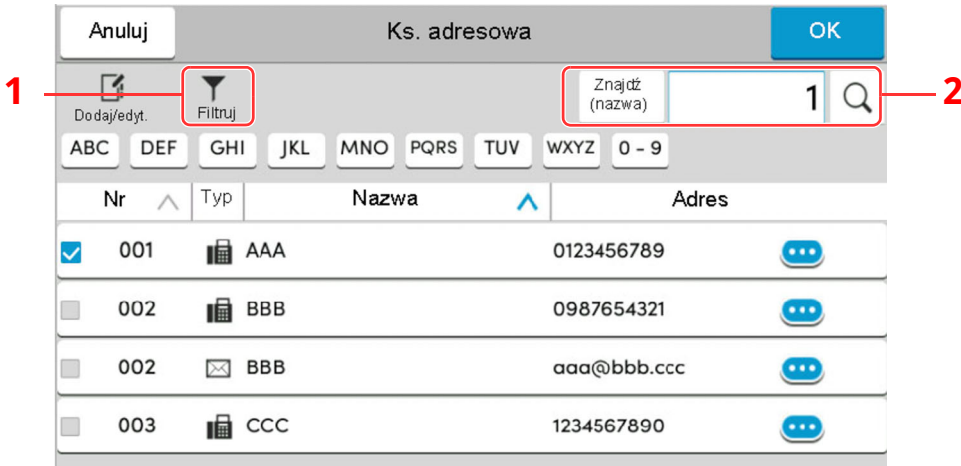 Anuluj Ks. adresowa OK
1 Dodaj/edyt. Filtruj Znajdź (nazwa) 1 2
ABC DEF GHI JKL MNO PQRS TUV WXYZ 0 - 9
Nr Typ Nazwa Adres
001 AAA 0123456789
002 BBB 0987654321
002 BBB aaa@bbb.ccc
003 CCC 1234567890